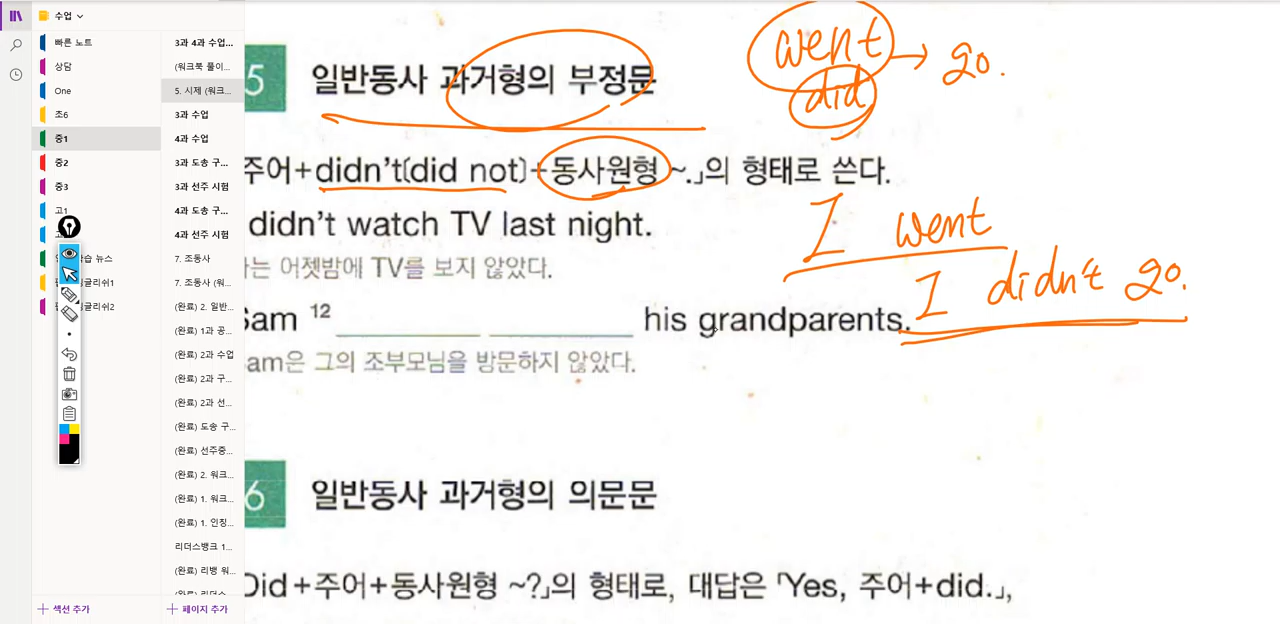 수업
빠른 노트
상담
One
초6
중1
중2
중3
고1
습 뉴스
글리쉬1
글리쉬2
섹션 추가
3과 4과 수업...
(워크북 풀이...
5. 시제 (워크...
3과 수업
4과 수업
3과 도송 구...
3과 선주 시험
4과 도송 구...
4과 선주 시험
7. 조동사
7. 조동사 (워...
(완료) 2. 일반...
(완료) 1과 공...
(완료) 2과 수업
(완료) 2과 구...
(완료) 2과 선...
(완료) 도송 구...
(완료) 선주중...
(완료) 2. 워크...
(완료) 1. 워크...
(완료) 1. 인칭...
리더스뱅크 1...
(완료) 리뱅 워...
페이지 추가
5 일반동사 과거형의 부정문
went → go.
did
주어+didn't(did not)+동사원형 ~.」의 형태로 쓴다.
didn't watch TV last night.
는 어젯밤에 TV를 보지 않았다.
I went
I didn't go.
Sam 12 his grandparents.
am은 그의 조부모님을 방문하지 않았다.
6 일반동사 과거형의 의문문
Did+주어+동사원형 ~?」의 형태로, 대답은 「Yes, 주어+did.」,